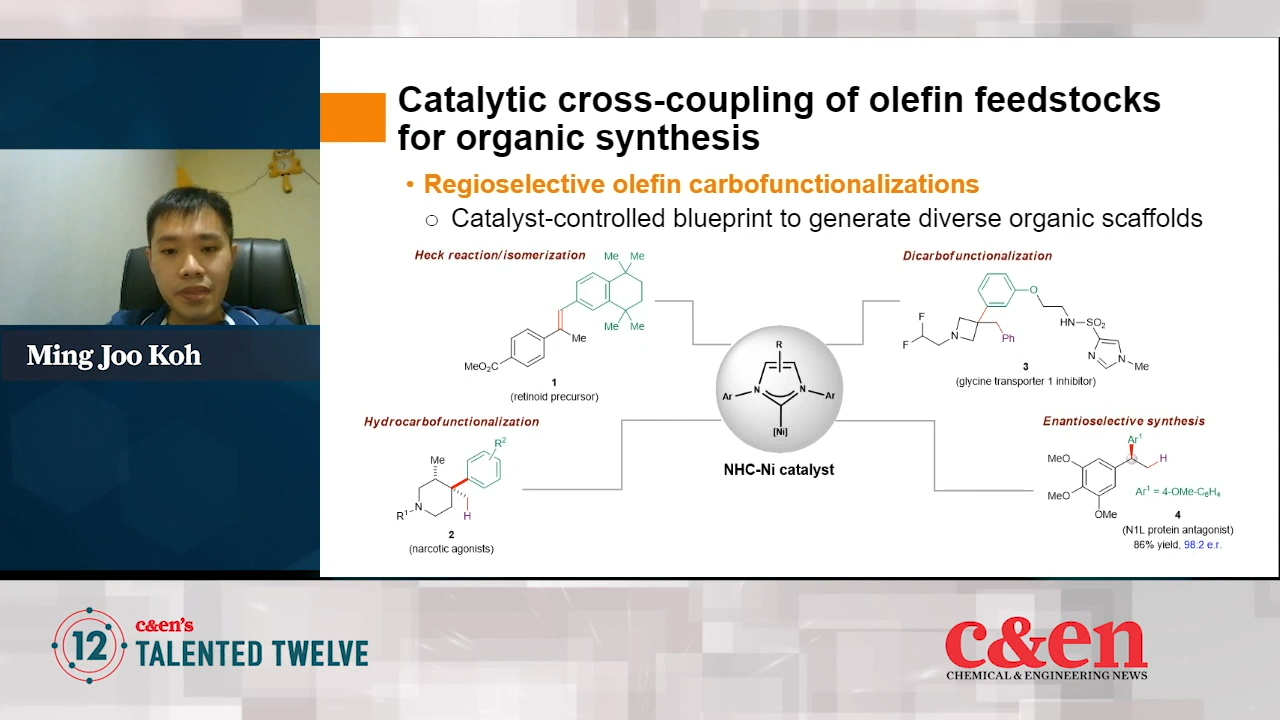 Catalytic cross-coupling of olefin feedstocks
for organic synthesis
• Regioselective olefin carbofunctionalizations
○ Catalyst-controlled blueprint to generate diverse organic scaffolds
Heck reaction/isomerization
Me Me
Me Me
Me
MeO2C
1
(retinoid precursor)
Dicarbofunctionalization
O
F
F
N
Ph
HN
SO2
N
N
Me
3
(glycine transporter 1 inhibitor)
R
Ar
N
N
Ar
[Ni]
NHC-Ni catalyst
Hydrocarbofunctionalization
R2
Me
N
R1
H
2
(narcotic agonists)
Enantioselective synthesis
Ar1
MeO
H
MeO
OMe
Ar1 = 4-OMe-C6H4
4
(N1L protein antagonist)
86% yield, 98:2 e.r.
Ming Joo Koh
12
c&en's
TALENTED TWELVE
c&en
CHEMICAL & ENGINEERING NEWS